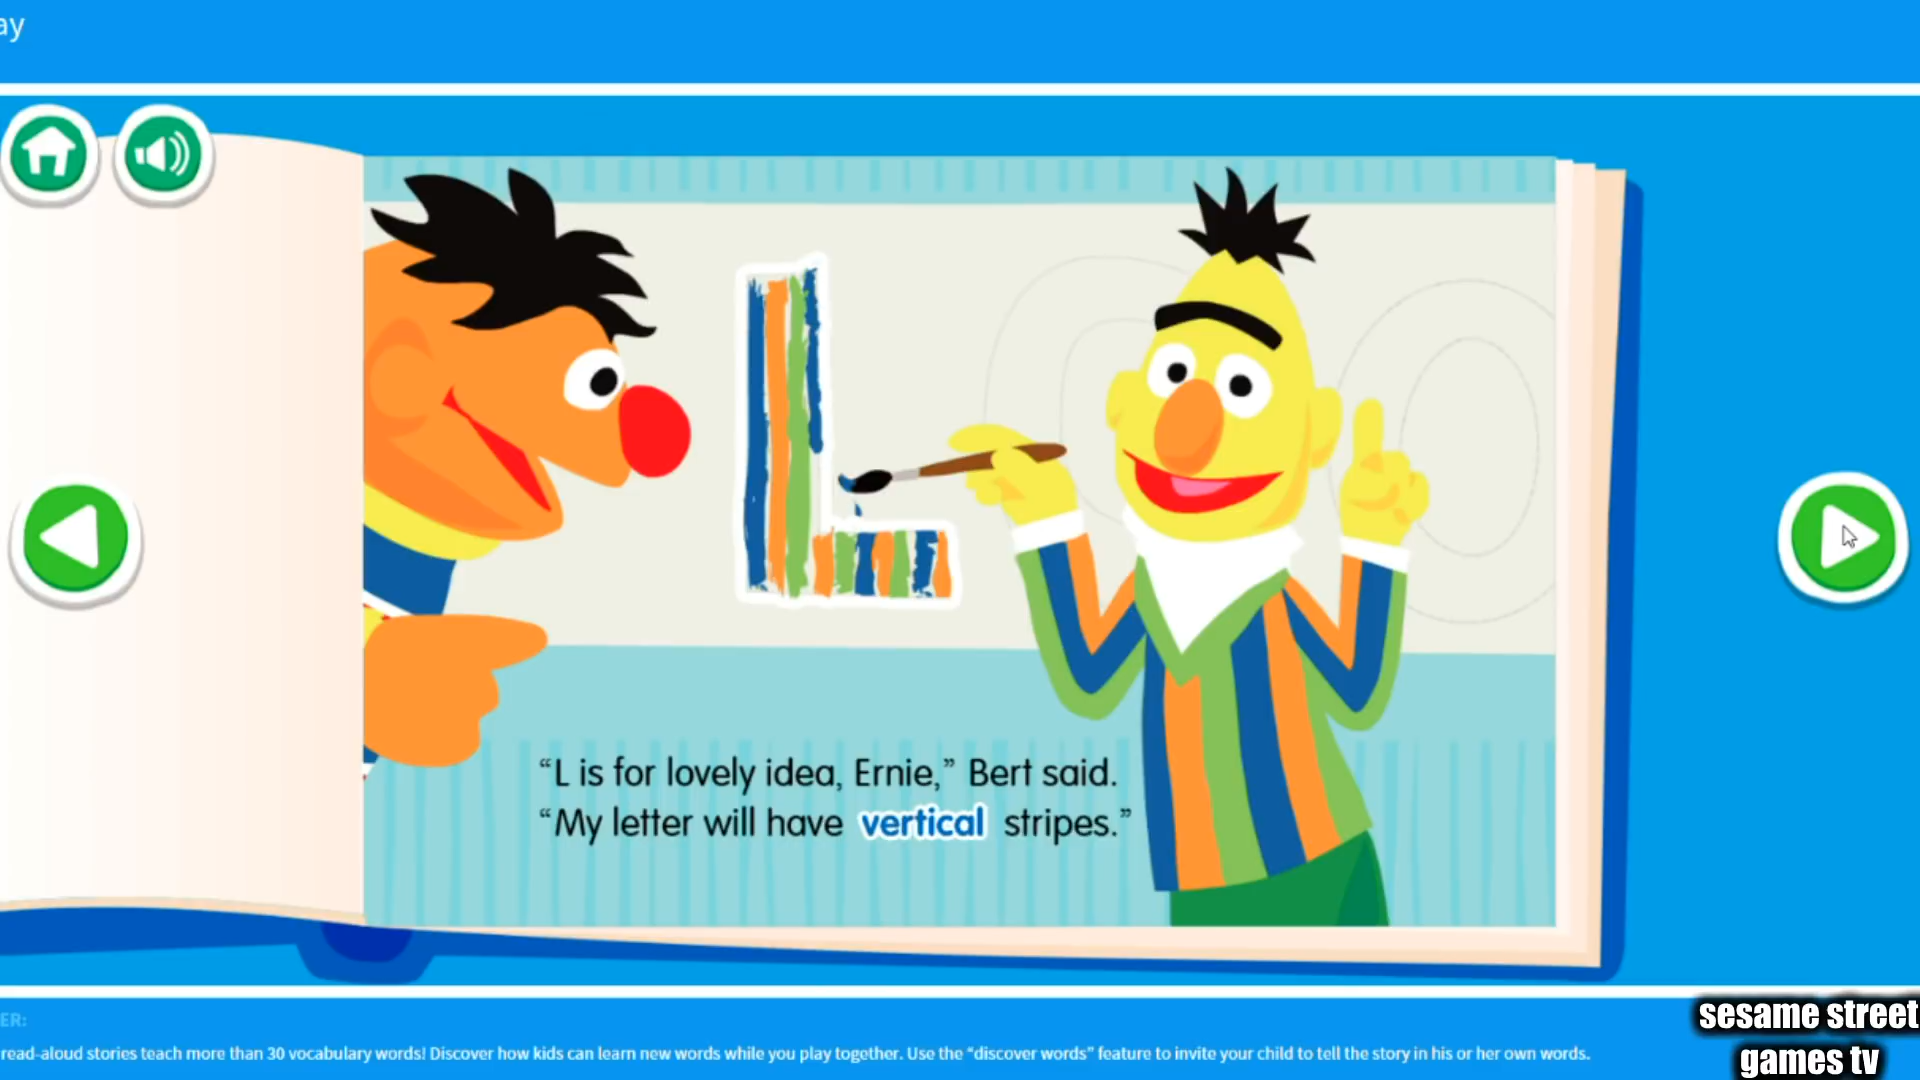 ay
“L is for lovely idea, Ernie,” Bert said.
“My letter will have vertical stripes.”
ER:
read-aloud stories teach more than 30 vocabulary words! Discover how kids can learn new words while you play together. Use the “discover words” feature to invite your child to tell the story in his or her own words.
sesame street
games tv